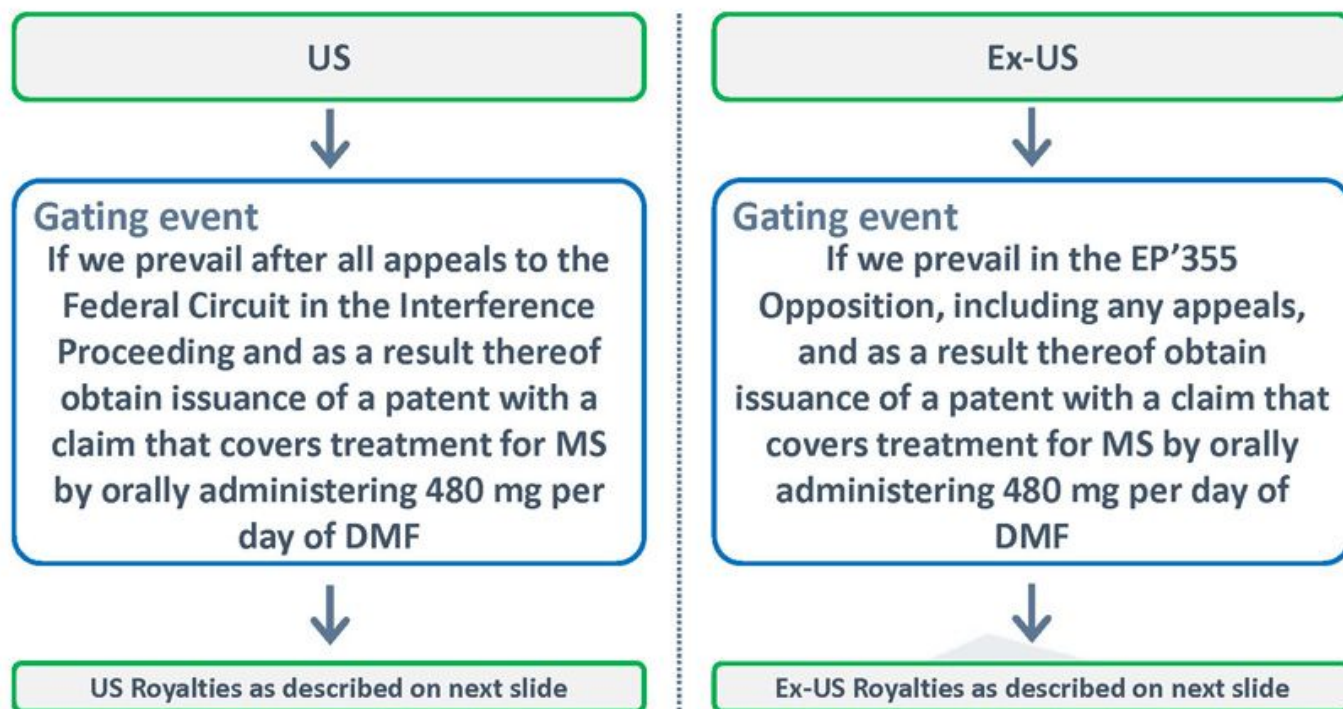 US
Gating event
If we prevail after all appeals to the
Federal Circuit in the Interference
Proceeding and as a result thereof
obtain issuance of a patent with a
claim that covers treatment for MS
by orally administering 480 mg per
day of DMF
US Royalties as described on next slide
Ex-US
Gating event
If we prevail in the EP’355
Opposition, including any appeals,
and as a result thereof obtain
issuance of a patent with a claim that
covers treatment for MS by orally
administering 480 mg per day of
DMF
Ex-US Royalties as described on next slide